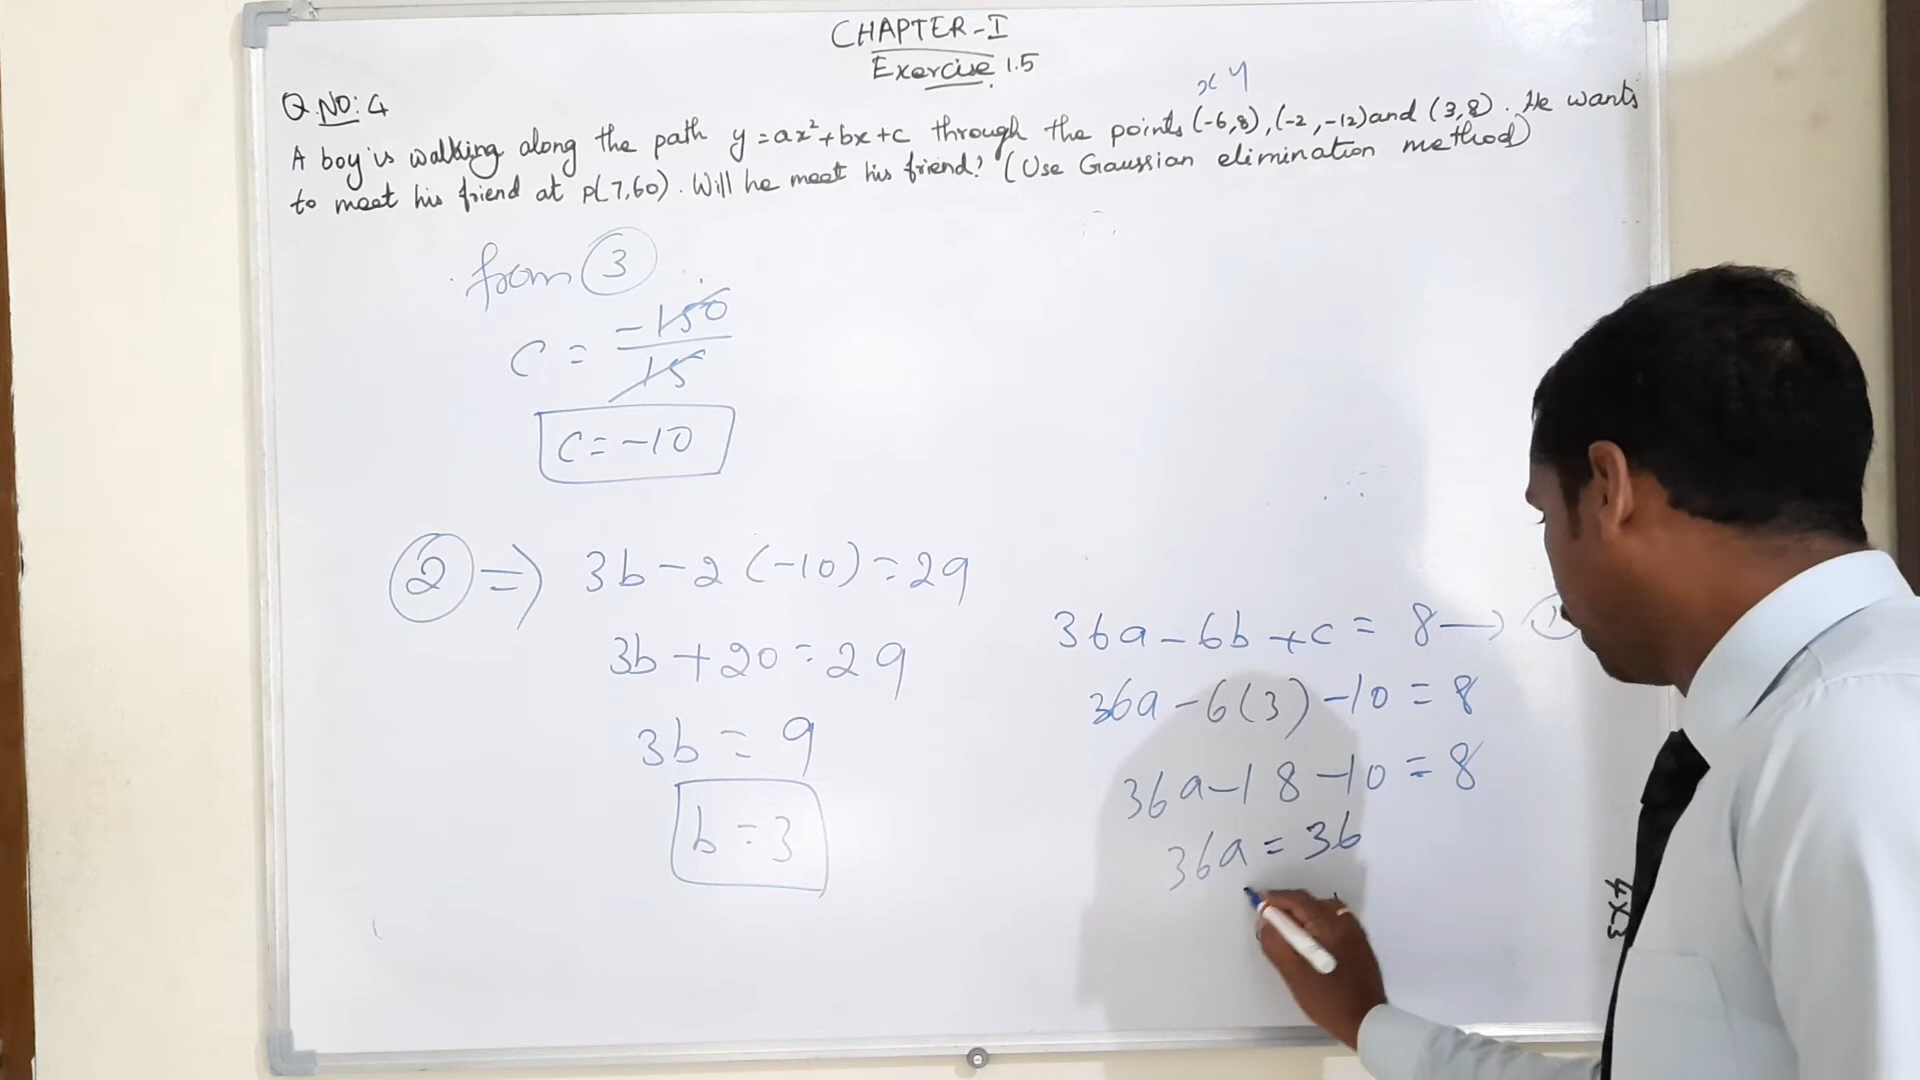 CHAPTER-I
Exercise 1.5
Q.NO: 4
x y
A boy is walking along the path y = ax² + bx + c through the points (-6,8), (-2,-12) and (3,8). He wants
to meet his friend at P(7,60). Will he meet his friend? (Use Gaussian elimination method)
from ③
c = -150/15
c = -10
② ⇒ 3b - 2(-10) = 29
3b + 20 = 29
3b = 9
b = 3
36a - 6b + c = 8 → ①
36a - 6(3) - 10 = 8
36a - 18 - 10 = 8
36a = 36
4X3